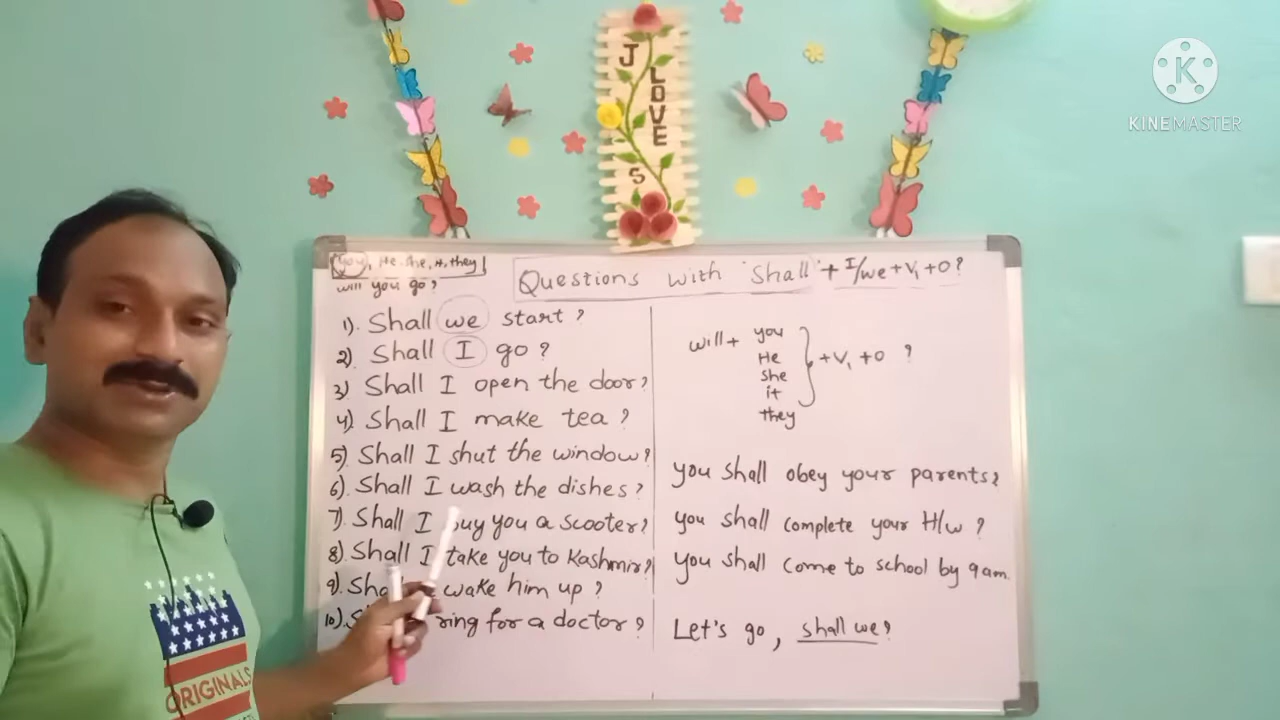 J
LOVE
S
KINEMASTER
You, He, She, it, they
will you go?
Questions with 'Shall' + I/we + V1 + O?
1). Shall we start?
2) Shall I go?
3) Shall I open the door?
4) Shall I make tea?
5) Shall I shut the window?
6). Shall I wash the dishes?
7). Shall I buy you a scooter?
8) Shall I take you to Kashmir?
9). wake him up?
10). ring for a doctor?
will +
you
He
She
it
they
+ V1 + O ?
you shall obey your parents?
you shall complete your H/w ?
you shall come to school by 9am.
Let's go, shall we?
ORIGINALS